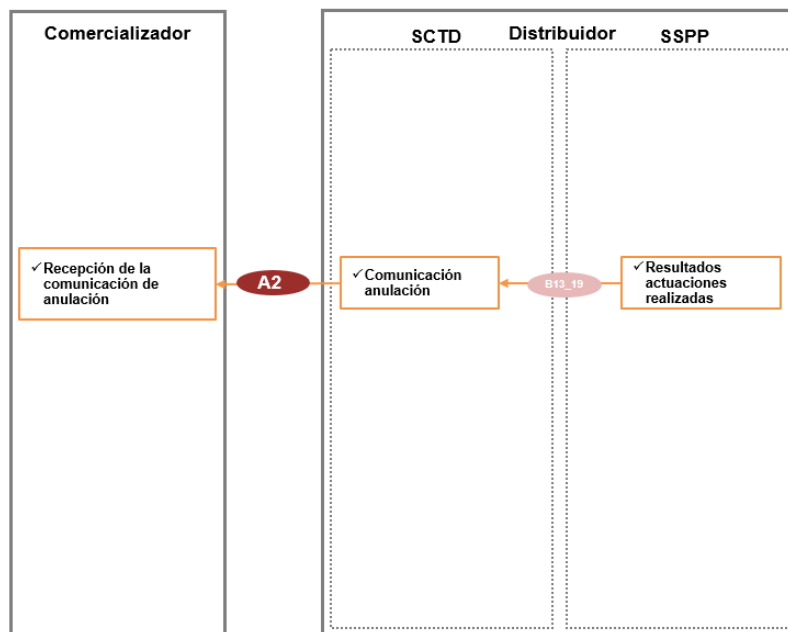 Comercializador
Distribuidor
SCTD
SSPP
✓ Recepción de la
comunicación de
anulación
A2
✓ Comunicación
anulación
B13_19
✓ Resultados
actuaciones
realizadas